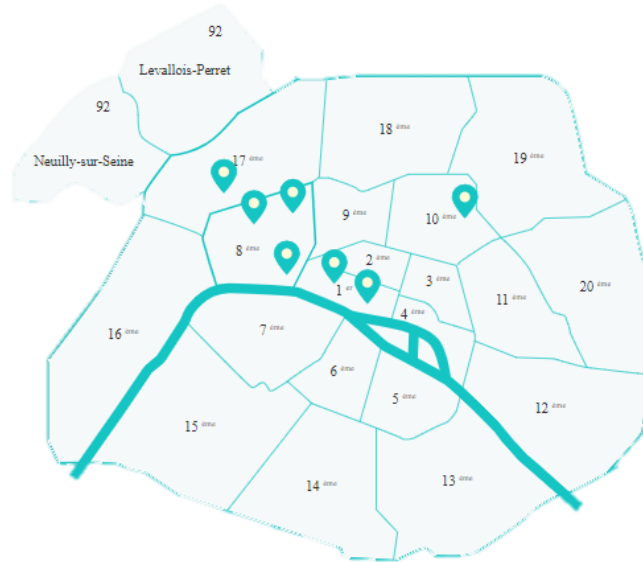 92
Levallois-Perret
92
Neuilly-sur-Seine
17 ème
18 ème
19 ème
8 ème
9 ème
10 ème
2 ème
1 er
3 ème
4 ème
11 ème
20 ème
16 ème
7 ème
6 ème
5 ème
12 ème
15 ème
14 ème
13 ème